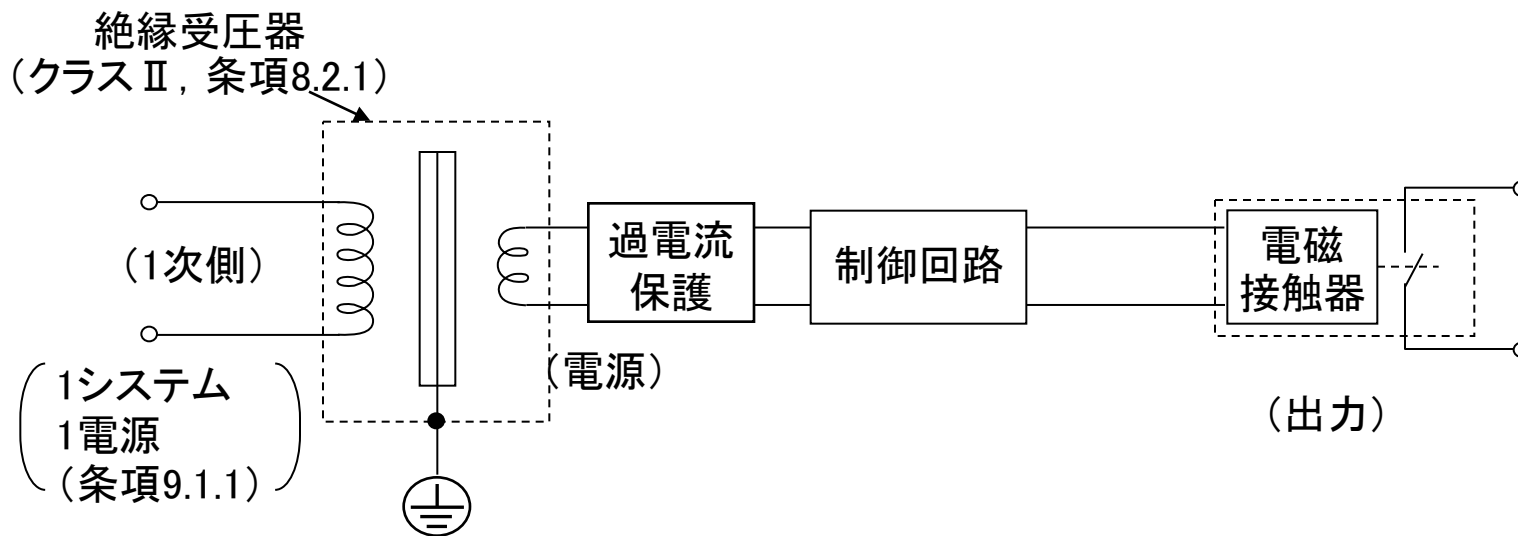 絶縁受圧器
（クラスⅡ, 条項8.2.1）
（1次側）
過電流
保護
制御回路
電磁
接触器
（電源）
1システム
1電源
（条項9.1.1）
（出力）